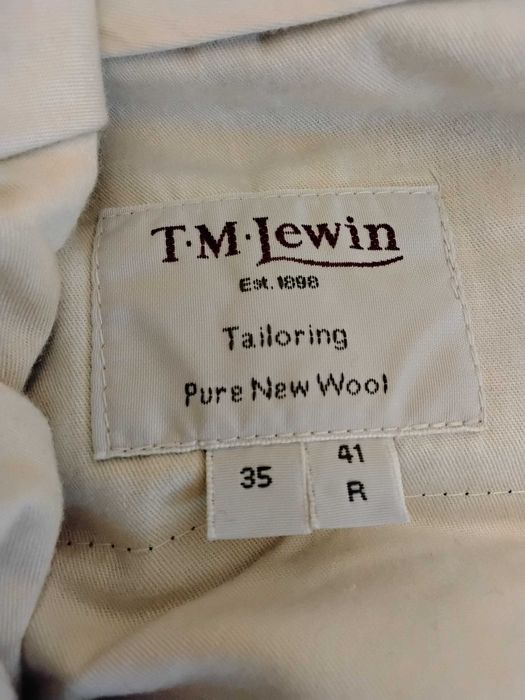 T·M·Lewin
Est. 1898
Tailoring
Pure New Wool
35
41
R